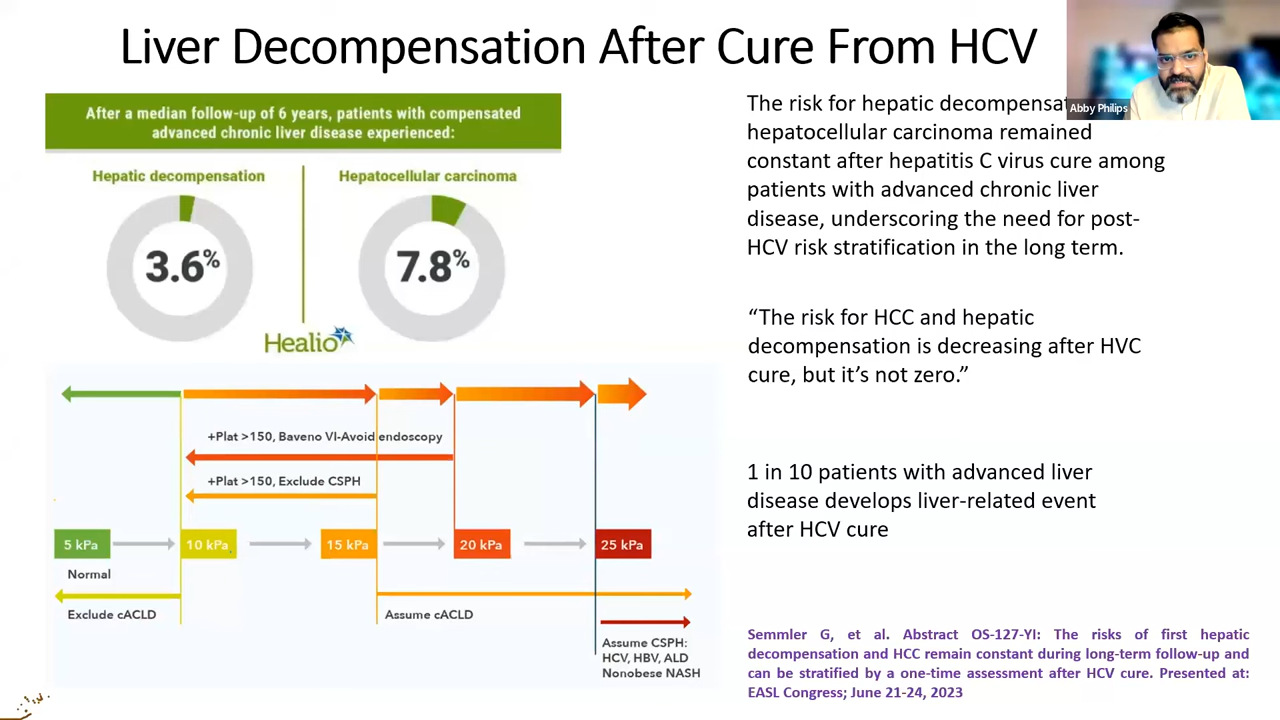 Liver Decompensation After Cure From HCV
Abby Philips
After a median follow-up of 6 years, patients with compensated
advanced chronic liver disease experienced:
Hepatic decompensation
Hepatocellular carcinoma
3.6%
7.8%
Healio
The risk for hepatic
hepatocellular carcinoma remained
constant after hepatitis C virus cure among
patients with advanced chronic liver
disease, underscoring the need for post-
HCV risk stratification in the long term.
“The risk for HCC and hepatic
decompensation is decreasing after HVC
cure, but it’s not zero.”
1 in 10 patients with advanced liver
disease develops liver-related event
after HCV cure
+Plat >150, Baveno VI-Avoid endoscopy
+Plat >150, Exclude CSPH
5 kPa
10 kPa
15 kPa
20 kPa
25 kPa
Normal
Exclude cACLD
Assume cACLD
Assume CSPH:
HCV, HBV, ALD
Nonobese NASH
Semmler G, et al. Abstract OS-127-YI: The risks of first hepatic
decompensation and HCC remain constant during long-term follow-up and
can be stratified by a one-time assessment after HCV cure. Presented at:
EASL Congress; June 21-24, 2023